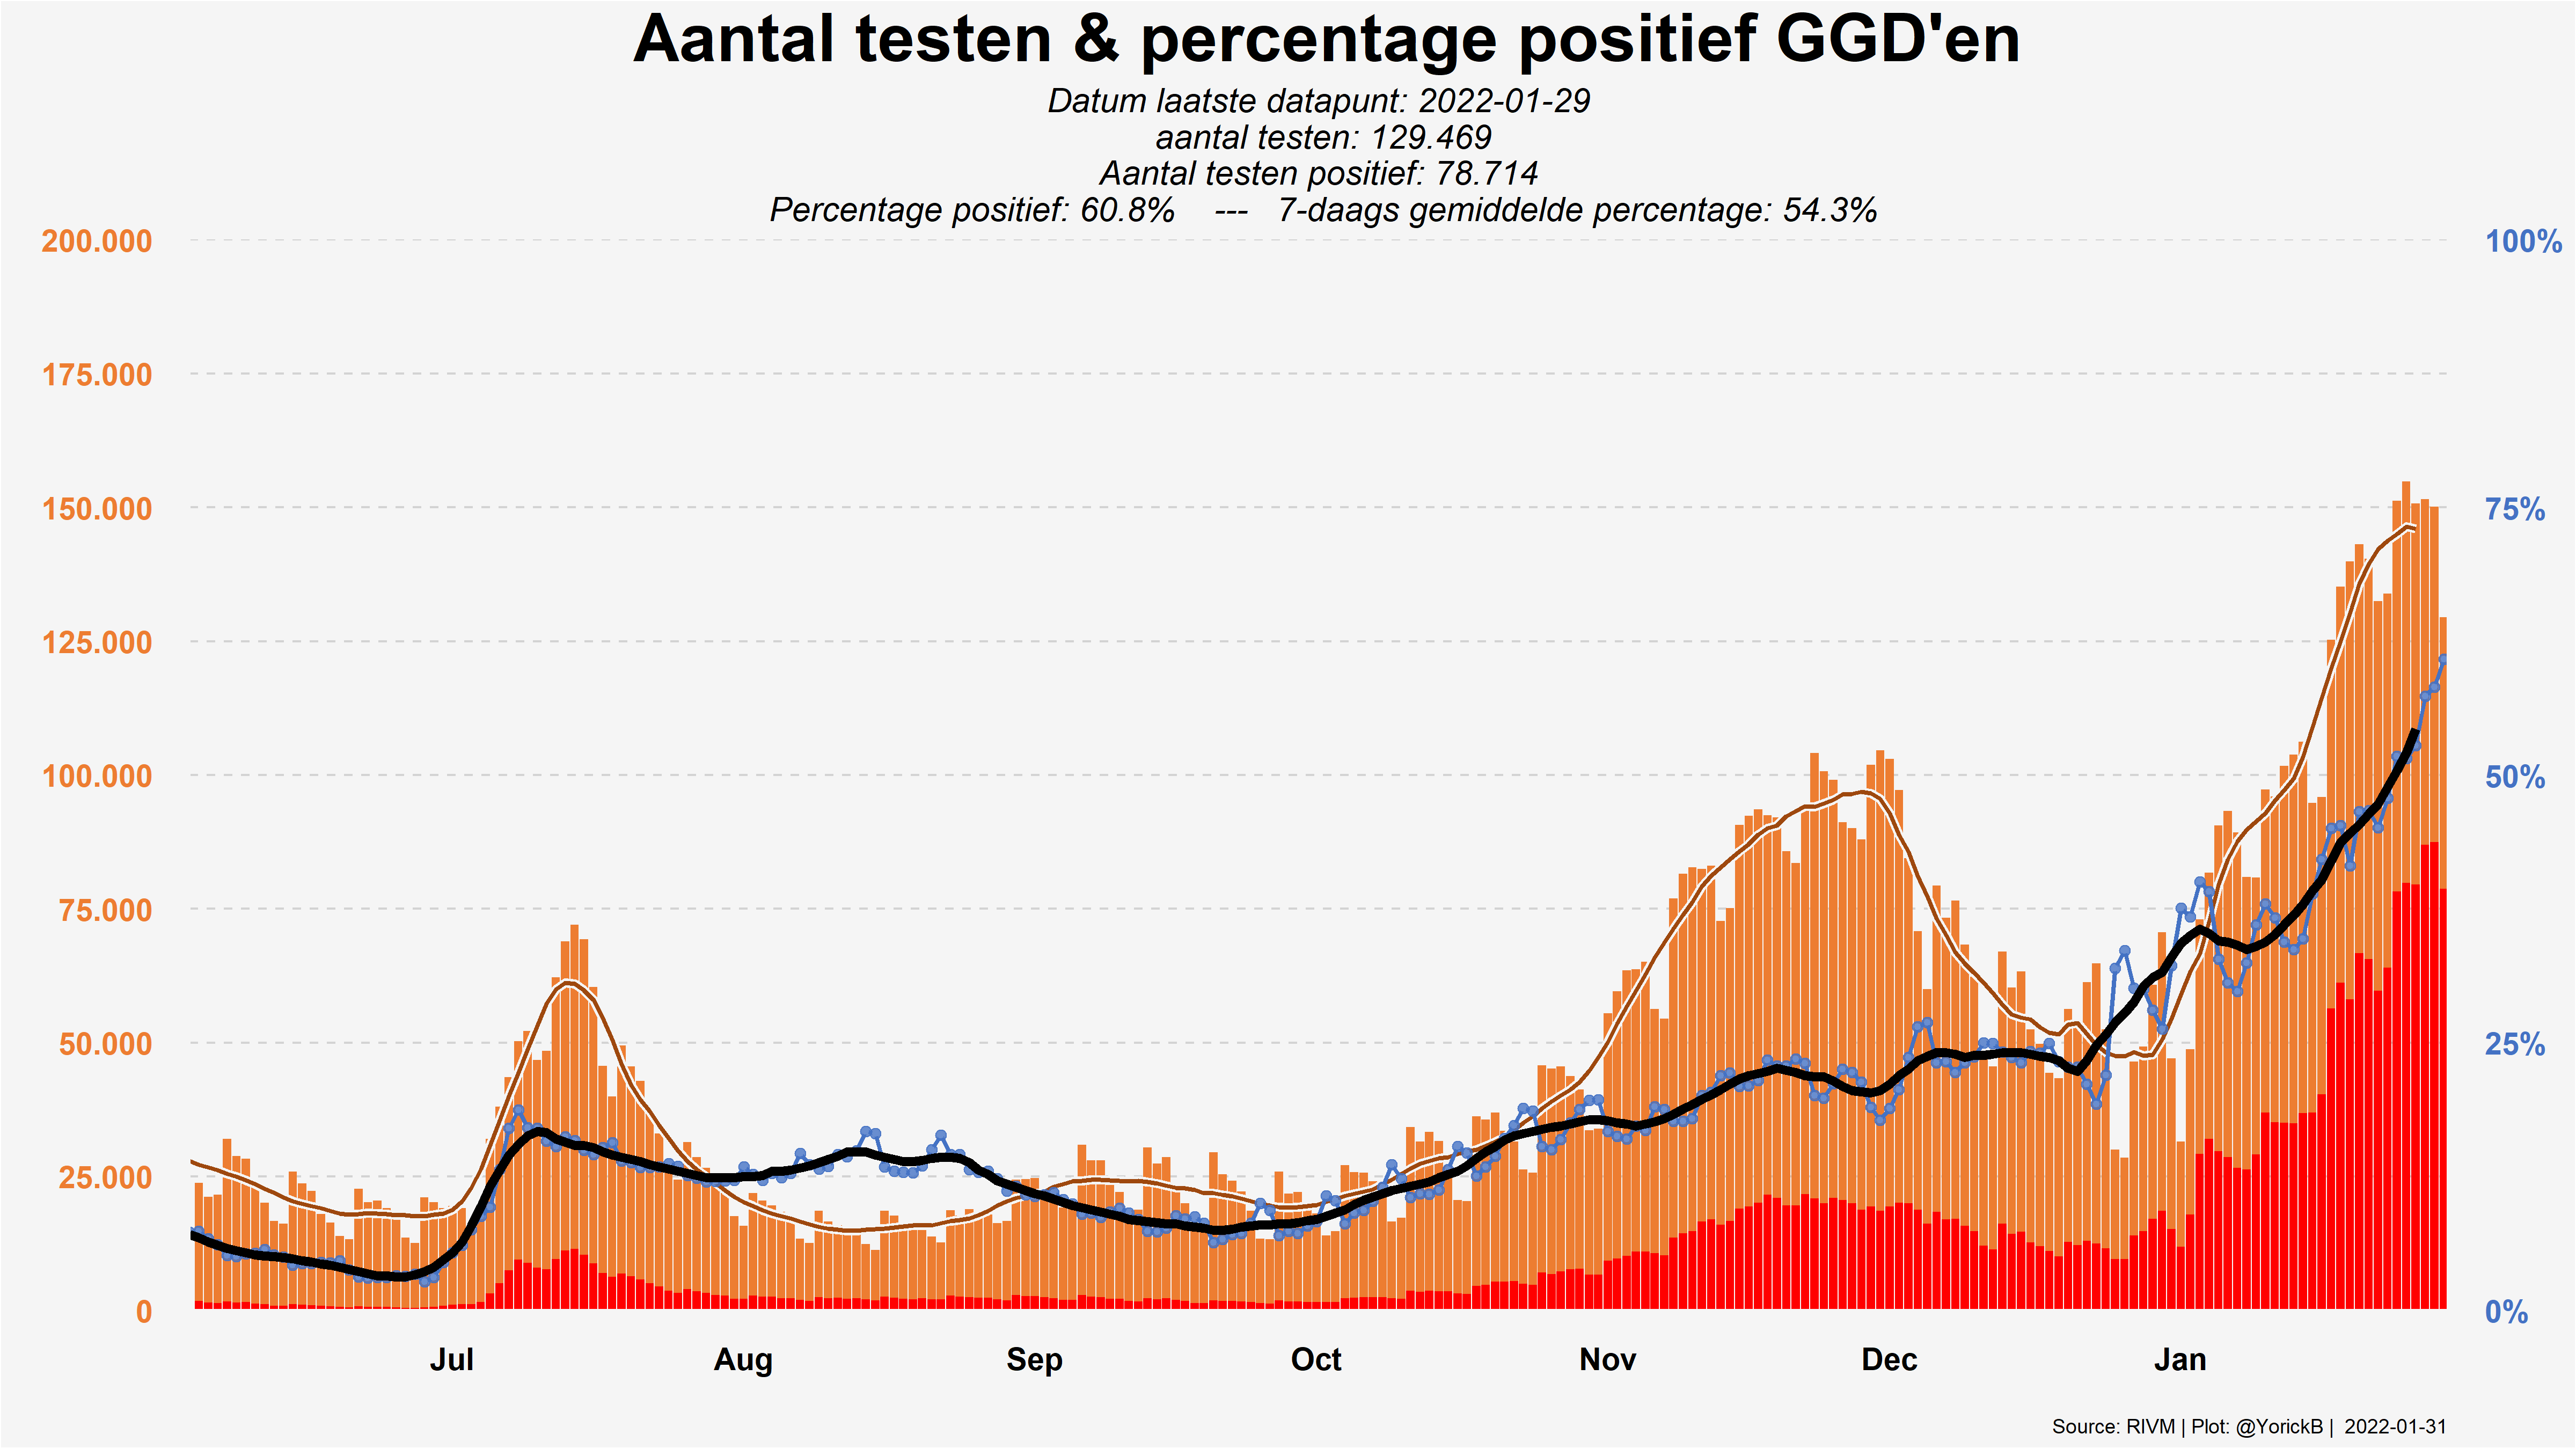 Aantal testen & percentage positief GGD'en
Datum laatste datapunt: 2022-01-29
aantal testen: 129.469
Aantal testen positief: 78.714
Percentage positief: 60.8% --- 7-daags gemiddelde percentage: 54.3%
200.000 100%
175.000
150.000 75%
125.000
100.000 50%
75.000
50.000 25%
25.000
0 0%
Jul Aug Sep Oct Nov Dec Jan
Source: RIVM | Plot: @YorickB | 2022-01-31